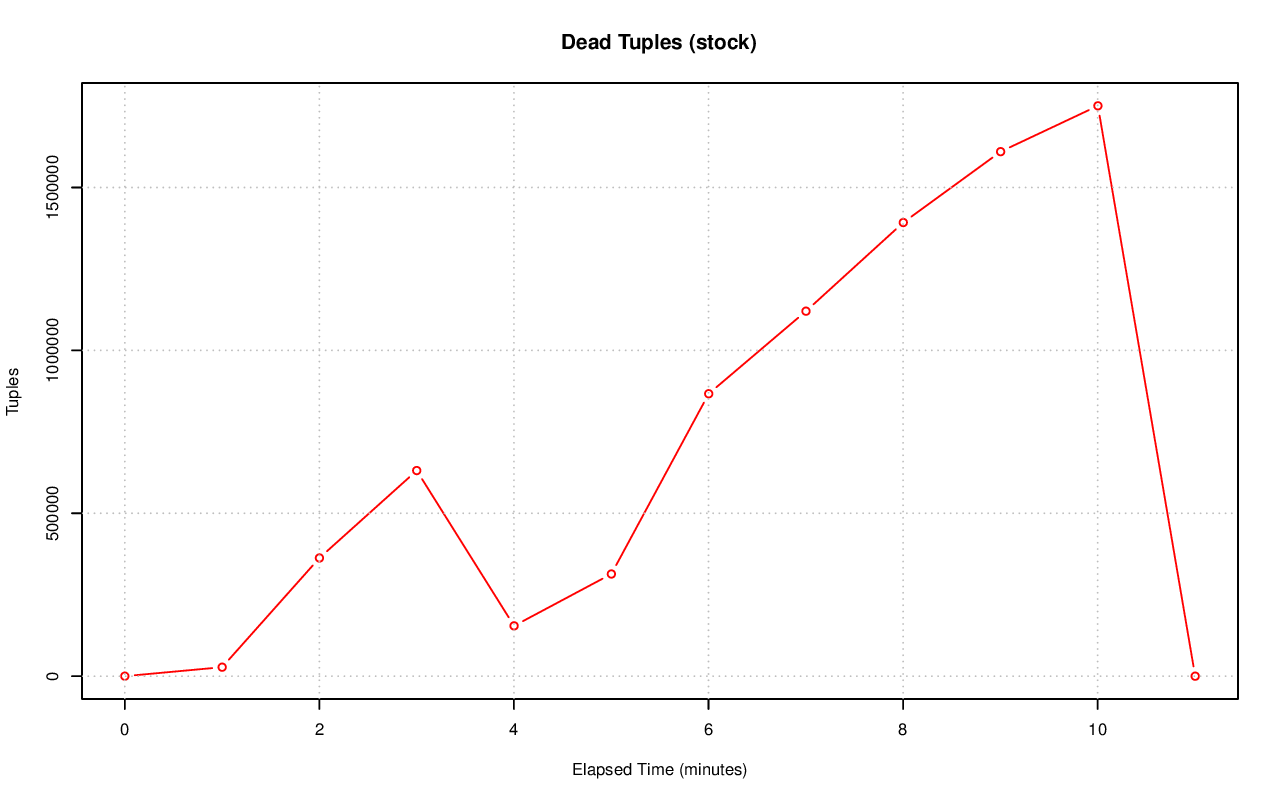 Dead Tuples (stock)
Tuples
1500000
1000000
500000
0
0 2 4 6 8 10
Elapsed Time (minutes)